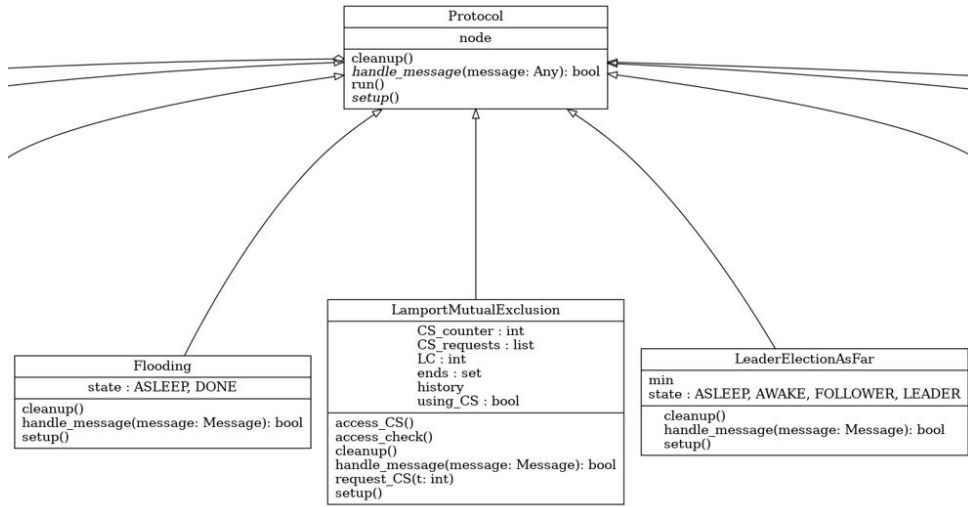 Protocol
node
cleanup()
handle_message(message: Any): bool
run()
setup()
Flooding
state : ASLEEP, DONE
cleanup()
handle_message(message: Message): bool
setup()
LamportMutualExclusion
CS_counter : int
CS_requests : list
LC : int
ends : set
history
using_CS : bool
access_CS()
access_check()
cleanup()
handle_message(message: Message): bool
request_CS(t: int)
setup()
LeaderElectionAsFar
min
state : ASLEEP, AWAKE, FOLLOWER, LEADER
cleanup()
handle_message(message: Message): bool
setup()